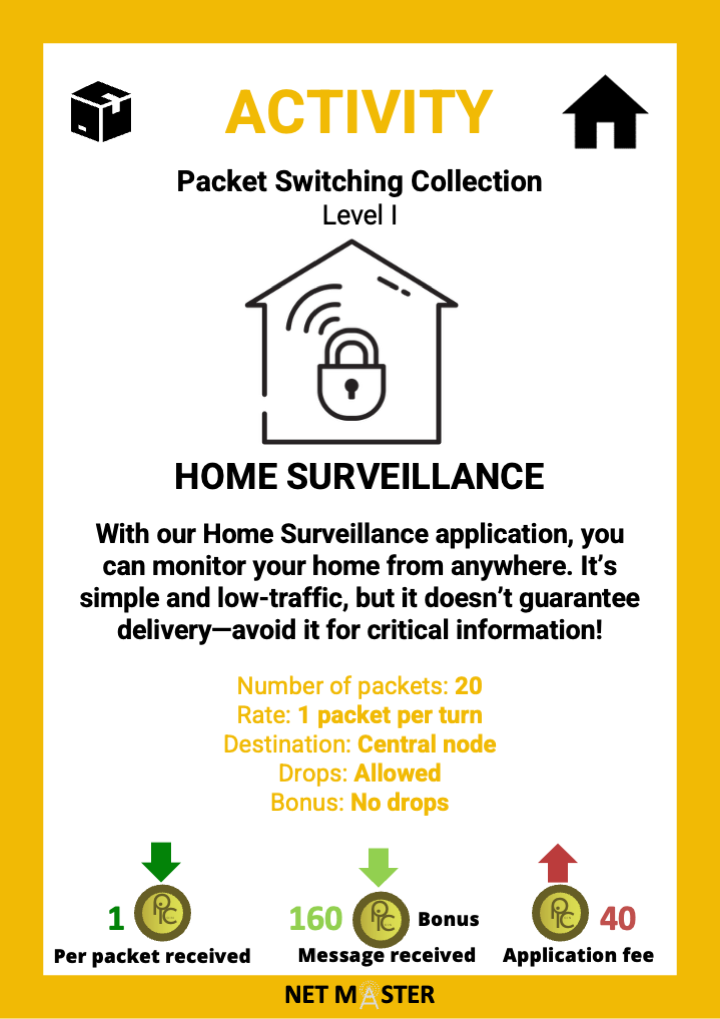 ACTIVITY
Packet Switching Collection
Level I
HOME SURVEILLANCE
With our Home Surveillance application, you
can monitor your home from anywhere. It’s
simple and low-traffic, but it doesn’t guarantee
delivery—avoid it for critical information!
Number of packets: 20
Rate: 1 packet per turn
Destination: Central node
Drops: Allowed
Bonus: No drops
1 PTC
Per packet received
160 PTC Bonus
Message received
PTC 40
Application fee
NET MASTER